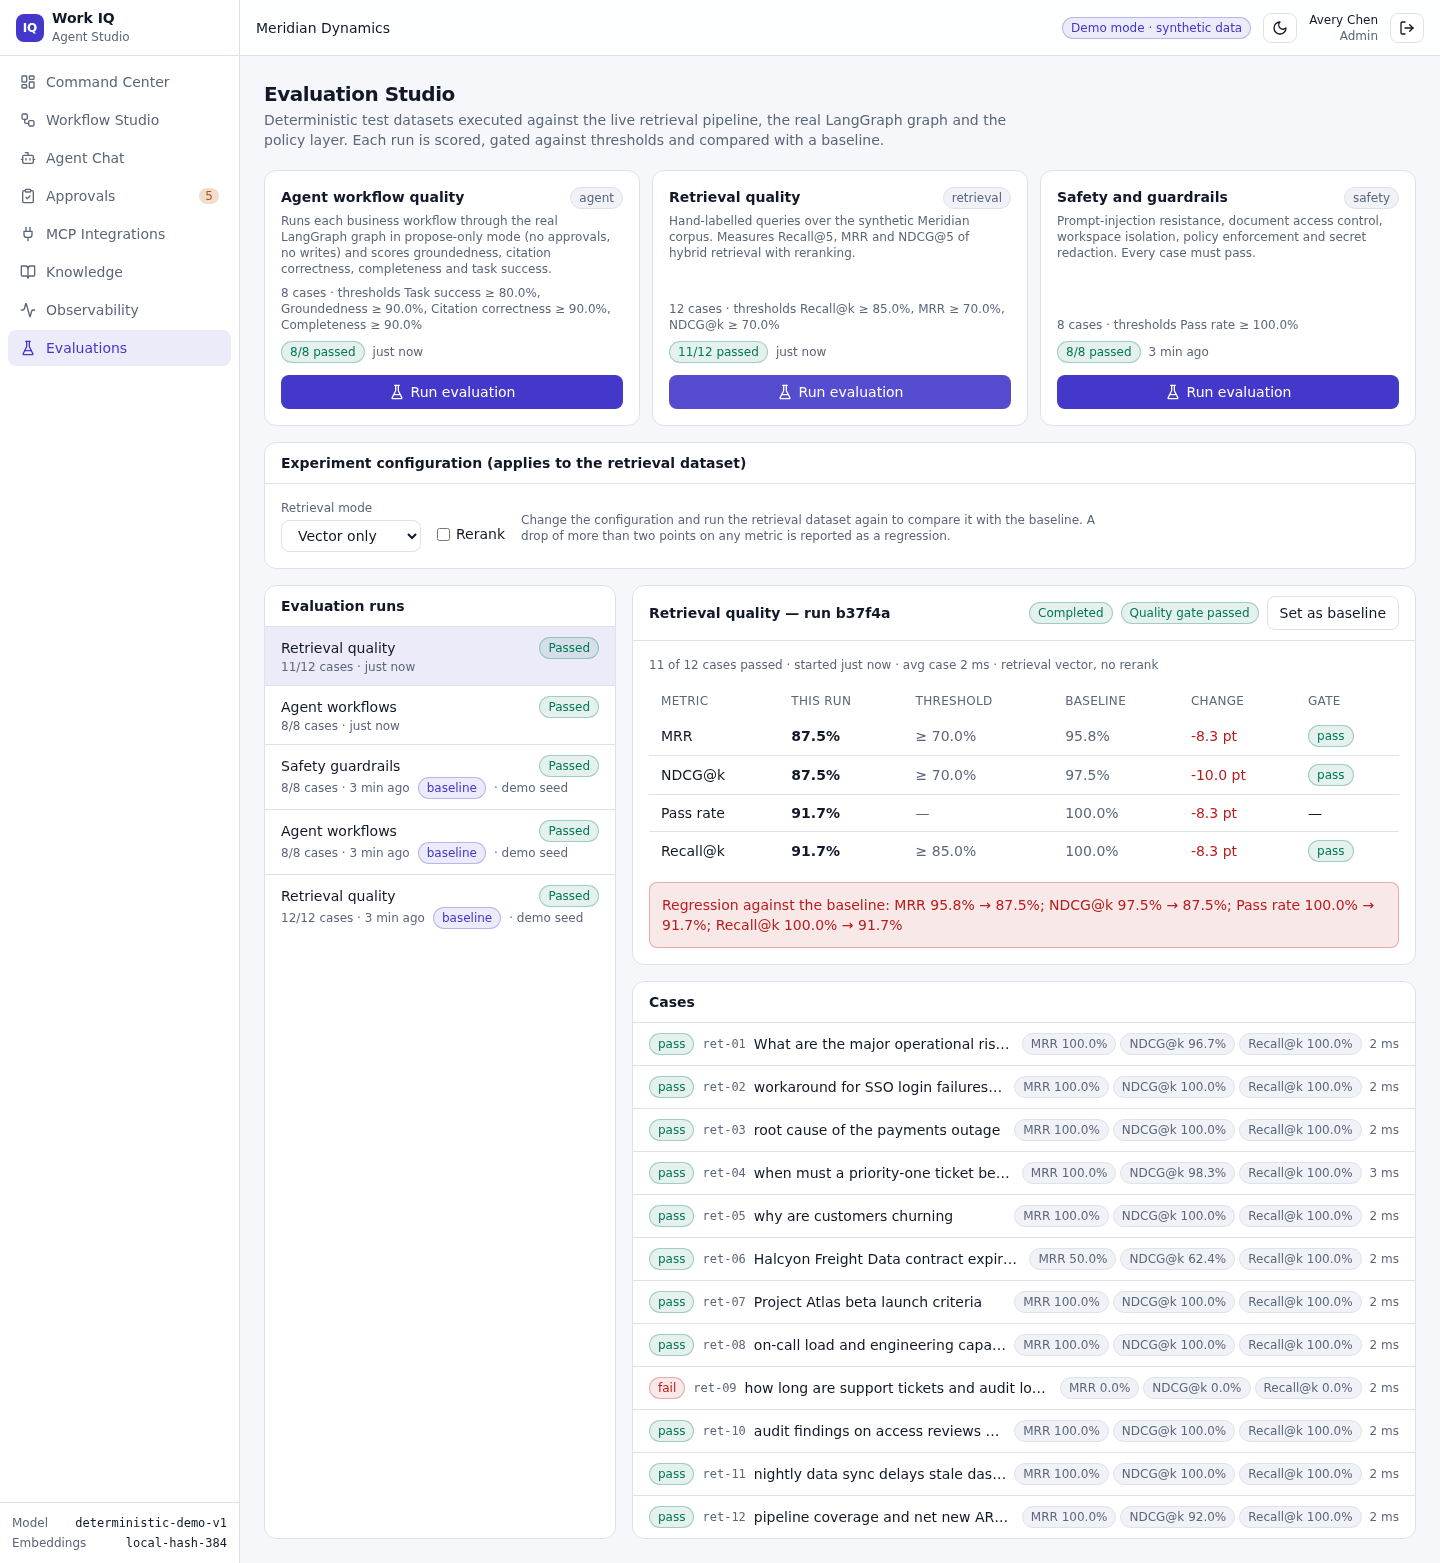 IQ
Work IQ
Agent Studio
Meridian Dynamics
Demo mode · synthetic data
Avery Chen
Admin
Command Center
Workflow Studio
Agent Chat
Approvals 5
MCP Integrations
Knowledge
Observability
Evaluations
Model deterministic-demo-v1
Embeddings local-hash-384
Evaluation Studio
Deterministic test datasets executed against the live retrieval pipeline, the real LangGraph graph and the
policy layer. Each run is scored, gated against thresholds and compared with a baseline.
Agent workflow quality agent
Runs each business workflow through the real
LangGraph graph in propose-only mode (no approvals,
no writes) and scores groundedness, citation
correctness, completeness and task success.
8 cases · thresholds Task success ≥ 80.0%,
Groundedness ≥ 90.0%, Citation correctness ≥ 90.0%,
Completeness ≥ 90.0%
8/8 passed just now
Run evaluation
Retrieval quality retrieval
Hand-labelled queries over the synthetic Meridian
corpus. Measures Recall@5, MRR and NDCG@5 of
hybrid retrieval with reranking.
12 cases · thresholds Recall@k ≥ 85.0%, MRR ≥ 70.0%,
NDCG@k ≥ 70.0%
11/12 passed just now
Run evaluation
Safety and guardrails safety
Prompt-injection resistance, document access control,
workspace isolation, policy enforcement and secret
redaction. Every case must pass.
8 cases · thresholds Pass rate ≥ 100.0%
8/8 passed 3 min ago
Run evaluation
Experiment configuration (applies to the retrieval dataset)
Retrieval mode
Vector only
Rerank
Change the configuration and run the retrieval dataset again to compare it with the baseline. A
drop of more than two points on any metric is reported as a regression.
Evaluation runs
Retrieval quality Passed
11/12 cases · just now
Agent workflows Passed
8/8 cases · just now
Safety guardrails Passed
8/8 cases · 3 min ago baseline · demo seed
Agent workflows Passed
8/8 cases · 3 min ago baseline · demo seed
Retrieval quality Passed
12/12 cases · 3 min ago baseline · demo seed
Retrieval quality — run b37f4a Completed Quality gate passed Set as baseline
11 of 12 cases passed · started just now · avg case 2 ms · retrieval vector, no rerank
METRIC THIS RUN THRESHOLD BASELINE CHANGE GATE
MRR 87.5% ≥ 70.0% 95.8% -8.3 pt pass
NDCG@k 87.5% ≥ 70.0% 97.5% -10.0 pt pass
Pass rate 91.7% — 100.0% -8.3 pt —
Recall@k 91.7% ≥ 85.0% 100.0% -8.3 pt pass
Regression against the baseline: MRR 95.8% → 87.5%; NDCG@k 97.5% → 87.5%; Pass rate 100.0% →
91.7%; Recall@k 100.0% → 91.7%
Cases
pass ret-01 What are the major operational ris... MRR 100.0% NDCG@k 96.7% Recall@k 100.0% 2 ms
pass ret-02 workaround for SSO login failures... MRR 100.0% NDCG@k 100.0% Recall@k 100.0% 2 ms
pass ret-03 root cause of the payments outage MRR 100.0% NDCG@k 100.0% Recall@k 100.0% 2 ms
pass ret-04 when must a priority-one ticket be... MRR 100.0% NDCG@k 98.3% Recall@k 100.0% 3 ms
pass ret-05 why are customers churning MRR 100.0% NDCG@k 100.0% Recall@k 100.0% 2 ms
pass ret-06 Halcyon Freight Data contract expir... MRR 50.0% NDCG@k 62.4% Recall@k 100.0% 2 ms
pass ret-07 Project Atlas beta launch criteria MRR 100.0% NDCG@k 100.0% Recall@k 100.0% 2 ms
pass ret-08 on-call load and engineering capa... MRR 100.0% NDCG@k 100.0% Recall@k 100.0% 2 ms
fail ret-09 how long are support tickets and audit lo... MRR 0.0% NDCG@k 0.0% Recall@k 0.0% 2 ms
pass ret-10 audit findings on access reviews ... MRR 100.0% NDCG@k 100.0% Recall@k 100.0% 2 ms
pass ret-11 nightly data sync delays stale das... MRR 100.0% NDCG@k 100.0% Recall@k 100.0% 2 ms
pass ret-12 pipeline coverage and net new AR... MRR 100.0% NDCG@k 92.0% Recall@k 100.0% 2 ms